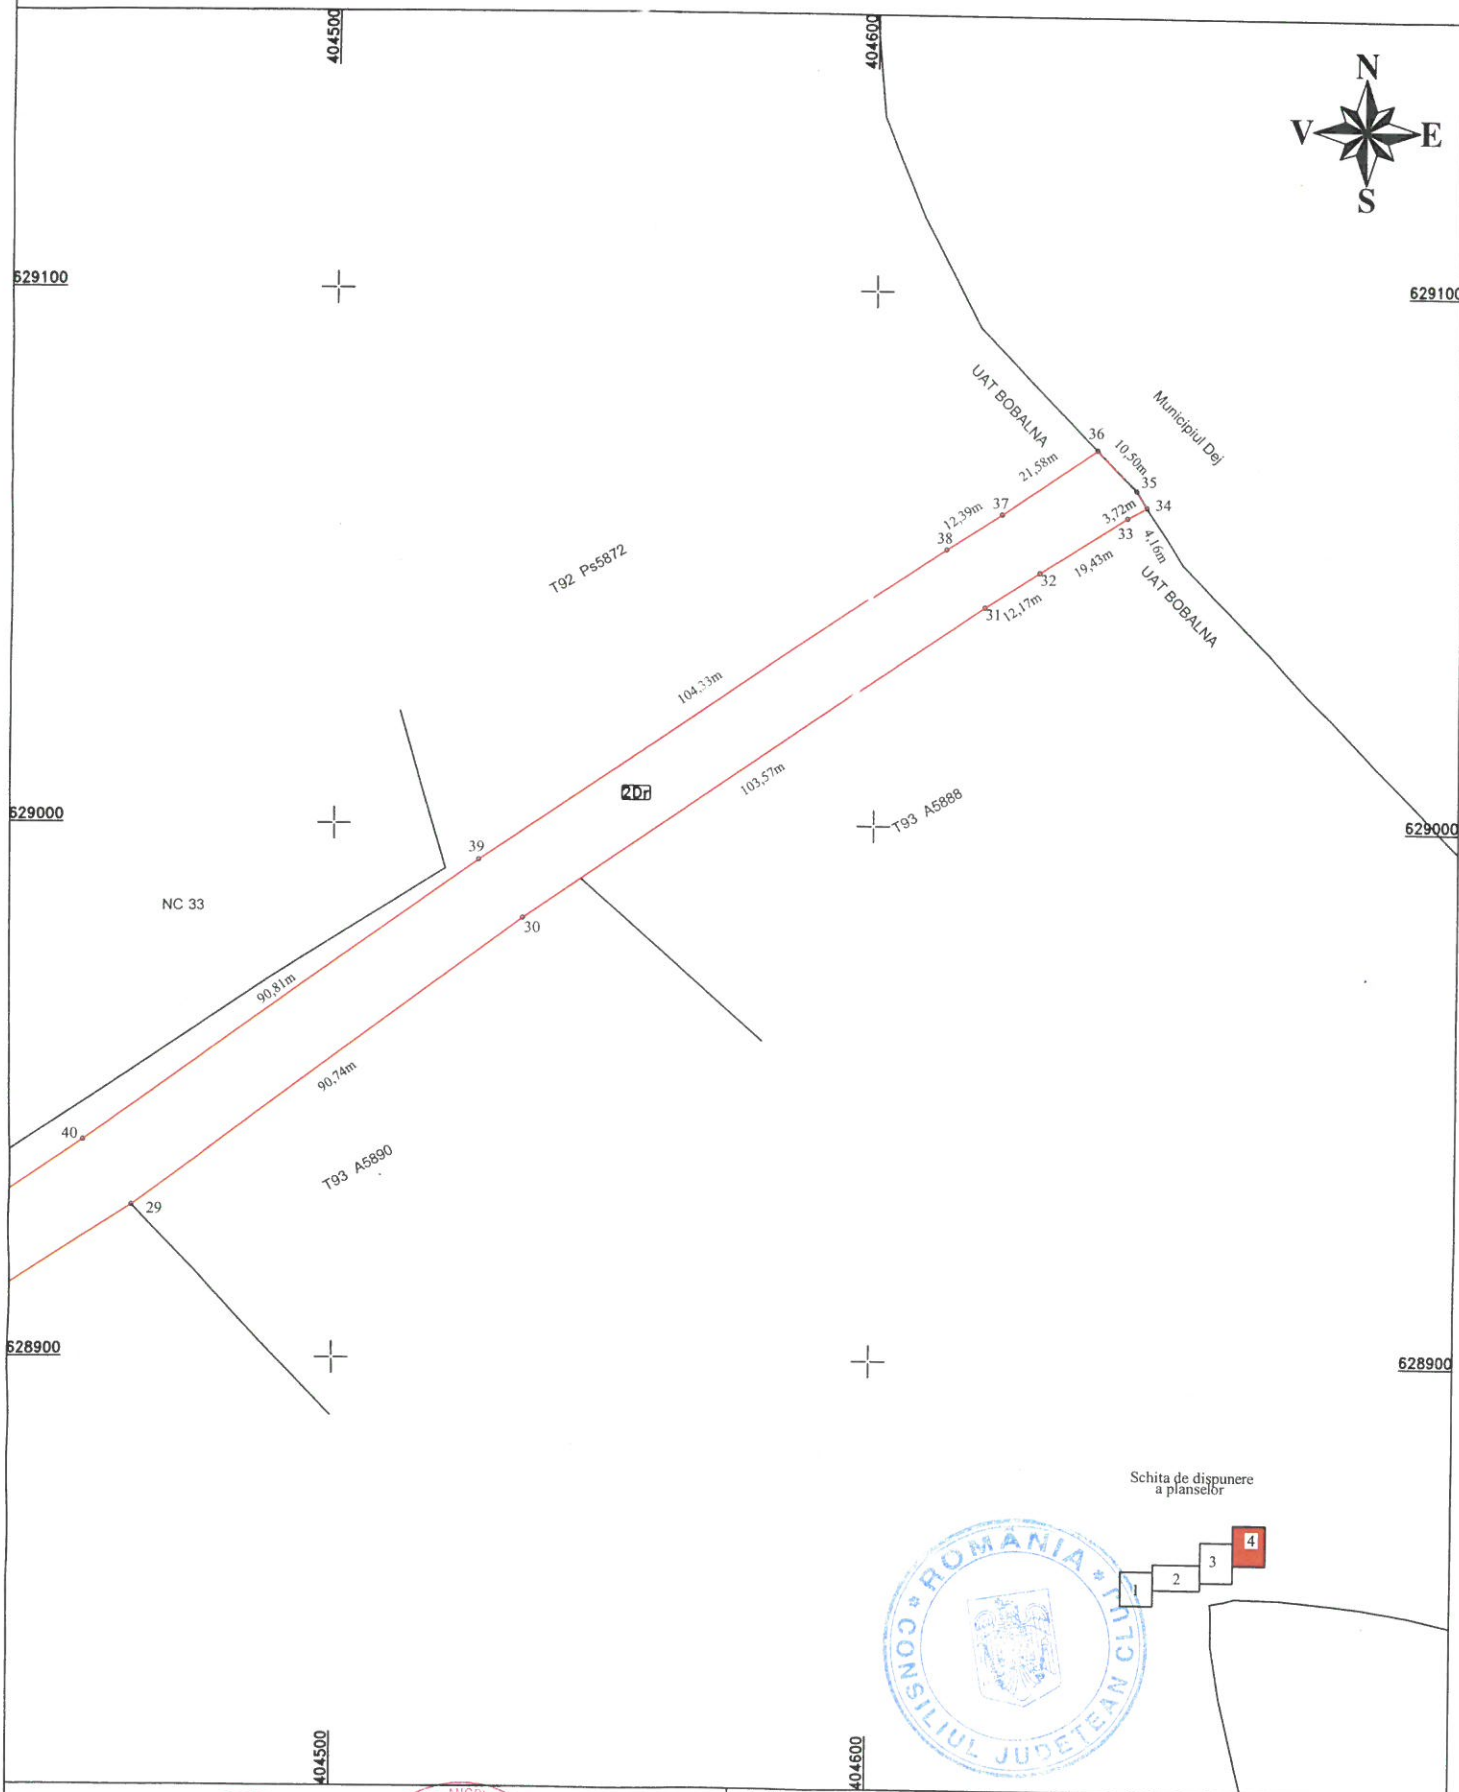 404500
404600
N
V E
S
629100
629100
UAT BOBALNA
Municipiul Dej
36
10,50m
21,58m
35
37
34
12,39m
3,72m
33
38
4,16m
19,43m
T92 Ps5872
32
UAT BOBALNA
31
12,17m
104,33m
103,57m
2Dr
T93 A5888
629000
629000
39
NC 33
30
90,81m
90,74m
40
T93 A5890
29
628900
628900
Schita de dispunere
a planselor
4
3
2
1
* ROMÂNIA *
CONSILIUL JUDETEAN CLUJ
404500
404600